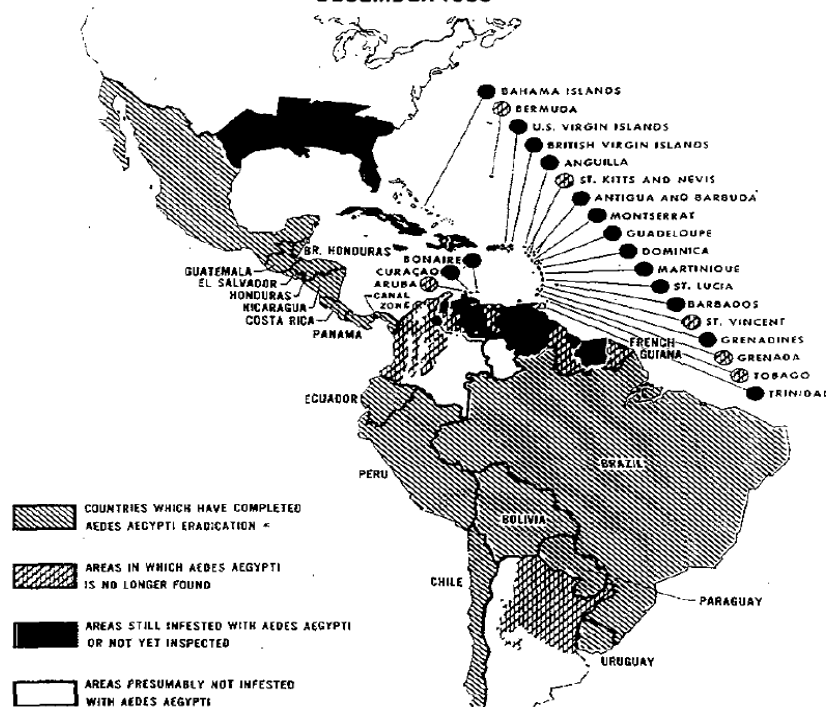 BAHAMA ISLANDS
BERMUDA
U.S. VIRGIN ISLANDS
BRITISH VIRGIN ISLANDS
ANGUILLA
ST. KITTS AND NEVIS
ANTIGUA AND BARBUDA
MONTSERRAT
GUADELOUPE
DOMINICA
MARTINIQUE
ST. LUCIA
BARBADOS
ST. VINCENT
GRENADINES
GRENADA
TOBAGO
TRINIDAD
BR. HONDURAS
BONAIRE
CURAÇAO
ARUBA
CANAL
ZONE
GUATEMALA
EL SALVADOR
HONDURAS
NICARAGUA
COSTA RICA
PANAMA
FRENCH
GUIANA
ECUADOR
PERU
BRAZIL
BOLIVIA
CHILE
PARAGUAY
URUGUAY
COUNTRIES WHICH HAVE COMPLETED
AEDES AEGYPTI ERADICATION
AREAS IN WHICH AEDES AEGYPTI
IS NO LONGER FOUND
AREAS STILL INFESTED WITH AEDES AEGYPTI
OR NOT YET INSPECTED
AREAS PRESUMABLY NOT INFESTED
WITH AEDES AEGYPTI